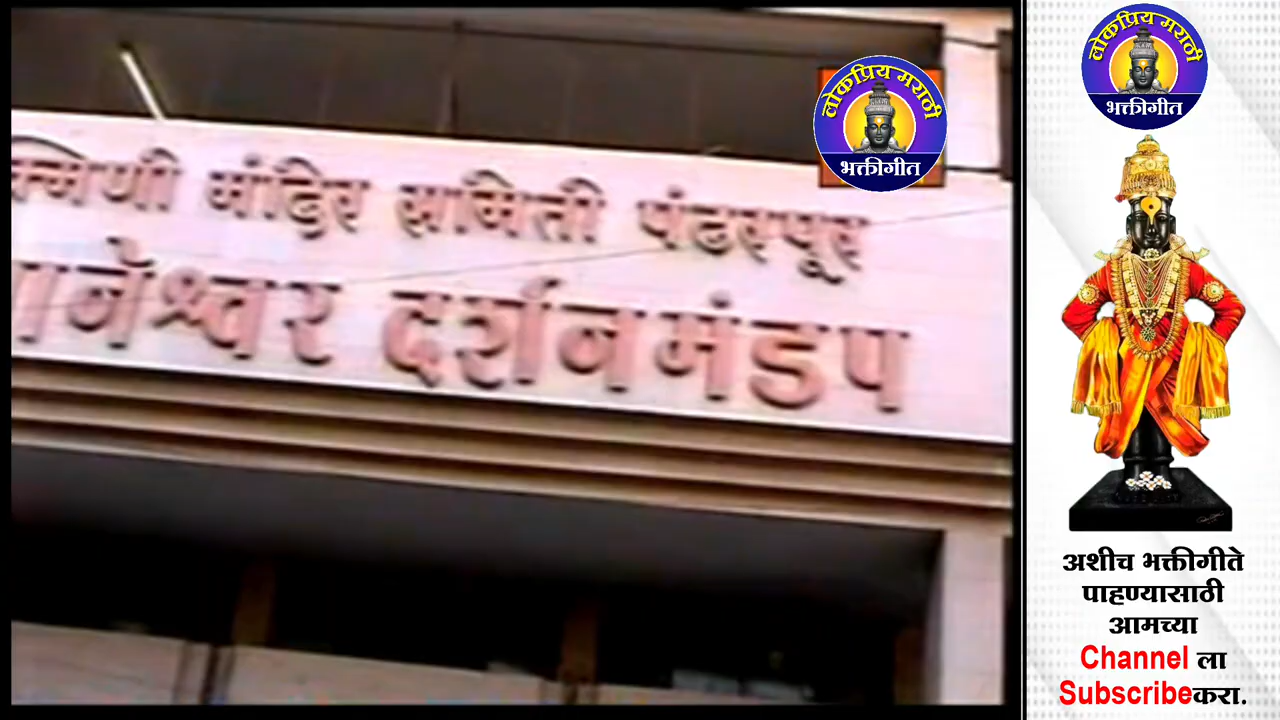 लोकप्रिय मराठी
भक्तीगीत
मंदिर समिती पंढरपूर
दर्शनमंडप
लोकप्रिय मराठी
भक्तीगीत
अशीच भक्तीगीते
पाहण्यासाठी
आमच्या
Channel ला
Subscribeकरा.